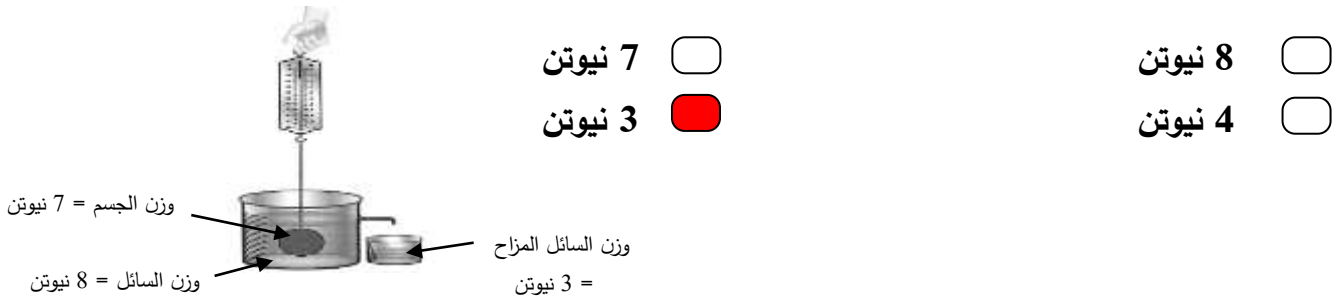 8 نيوتن
7 نيوتن
4 نيوتن
3 نيوتن
وزن الجسم = 7 نيوتن
وزن السائل المزاح
= 3 نيوتن
وزن السائل = 8 نيوتن